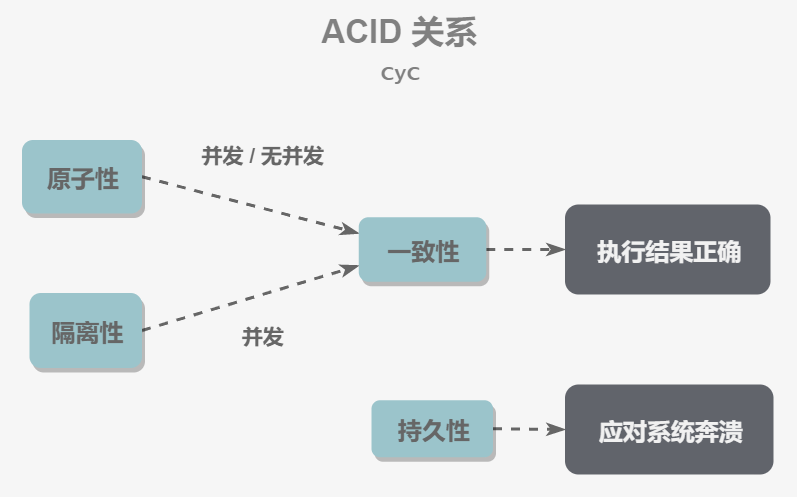 ACID 关系
CyC
并发 / 无并发
原子性
一致性
执行结果正确
隔离性
并发
持久性
应对系统奔溃